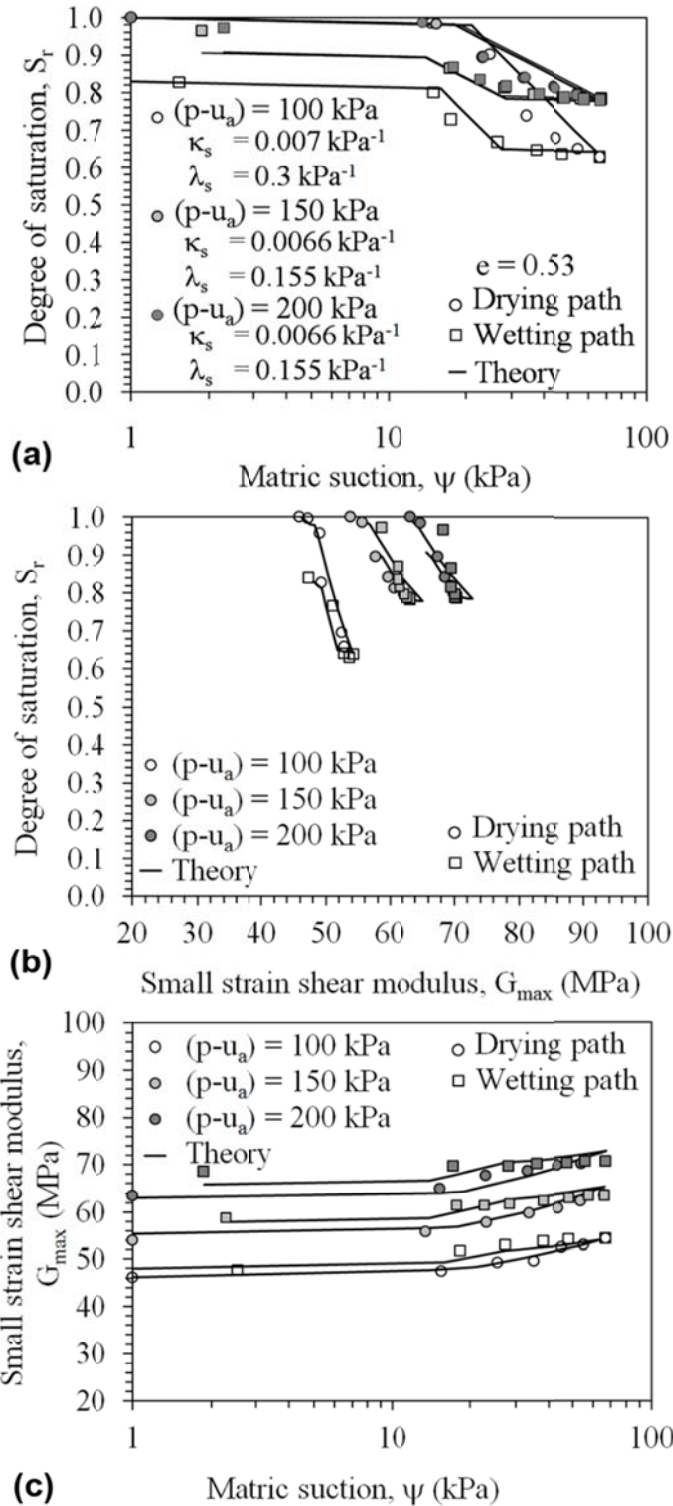 1.0
0.9
0.8
0.7
0.6
0.5
0.4
0.3
0.2
0.1
0.0
Degree of saturation, Sᵣ
(p-uₐ) = 100 kPa
κₛ = 0.007 kPa⁻¹
λₛ = 0.3 kPa⁻¹
(p-uₐ) = 150 kPa
κₛ = 0.0066 kPa⁻¹
λₛ = 0.155 kPa⁻¹
(p-uₐ) = 200 kPa
κₛ = 0.0066 kPa⁻¹
λₛ = 0.155 kPa⁻¹
e = 0.53
Drying path
Wetting path
Theory
1 10 100
(a)
Matric suction, ψ (kPa)
1.0
0.9
0.8
0.7
0.6
0.5
0.4
0.3
0.2
0.1
0.0
Degree of saturation, Sᵣ
(p-uₐ) = 100 kPa
(p-uₐ) = 150 kPa
(p-uₐ) = 200 kPa
Theory
Drying path
Wetting path
20 30 40 50 60 70 80 90 100
(b)
Small strain shear modulus, Gₘₐₓ (MPa)
100
90
80
70
60
50
40
30
20
Small strain shear modulus,
Gₘₐₓ (MPa)
(p-uₐ) = 100 kPa
(p-uₐ) = 150 kPa
(p-uₐ) = 200 kPa
Theory
Drying path
Wetting path
1 10 100
(c)
Matric suction, ψ (kPa)